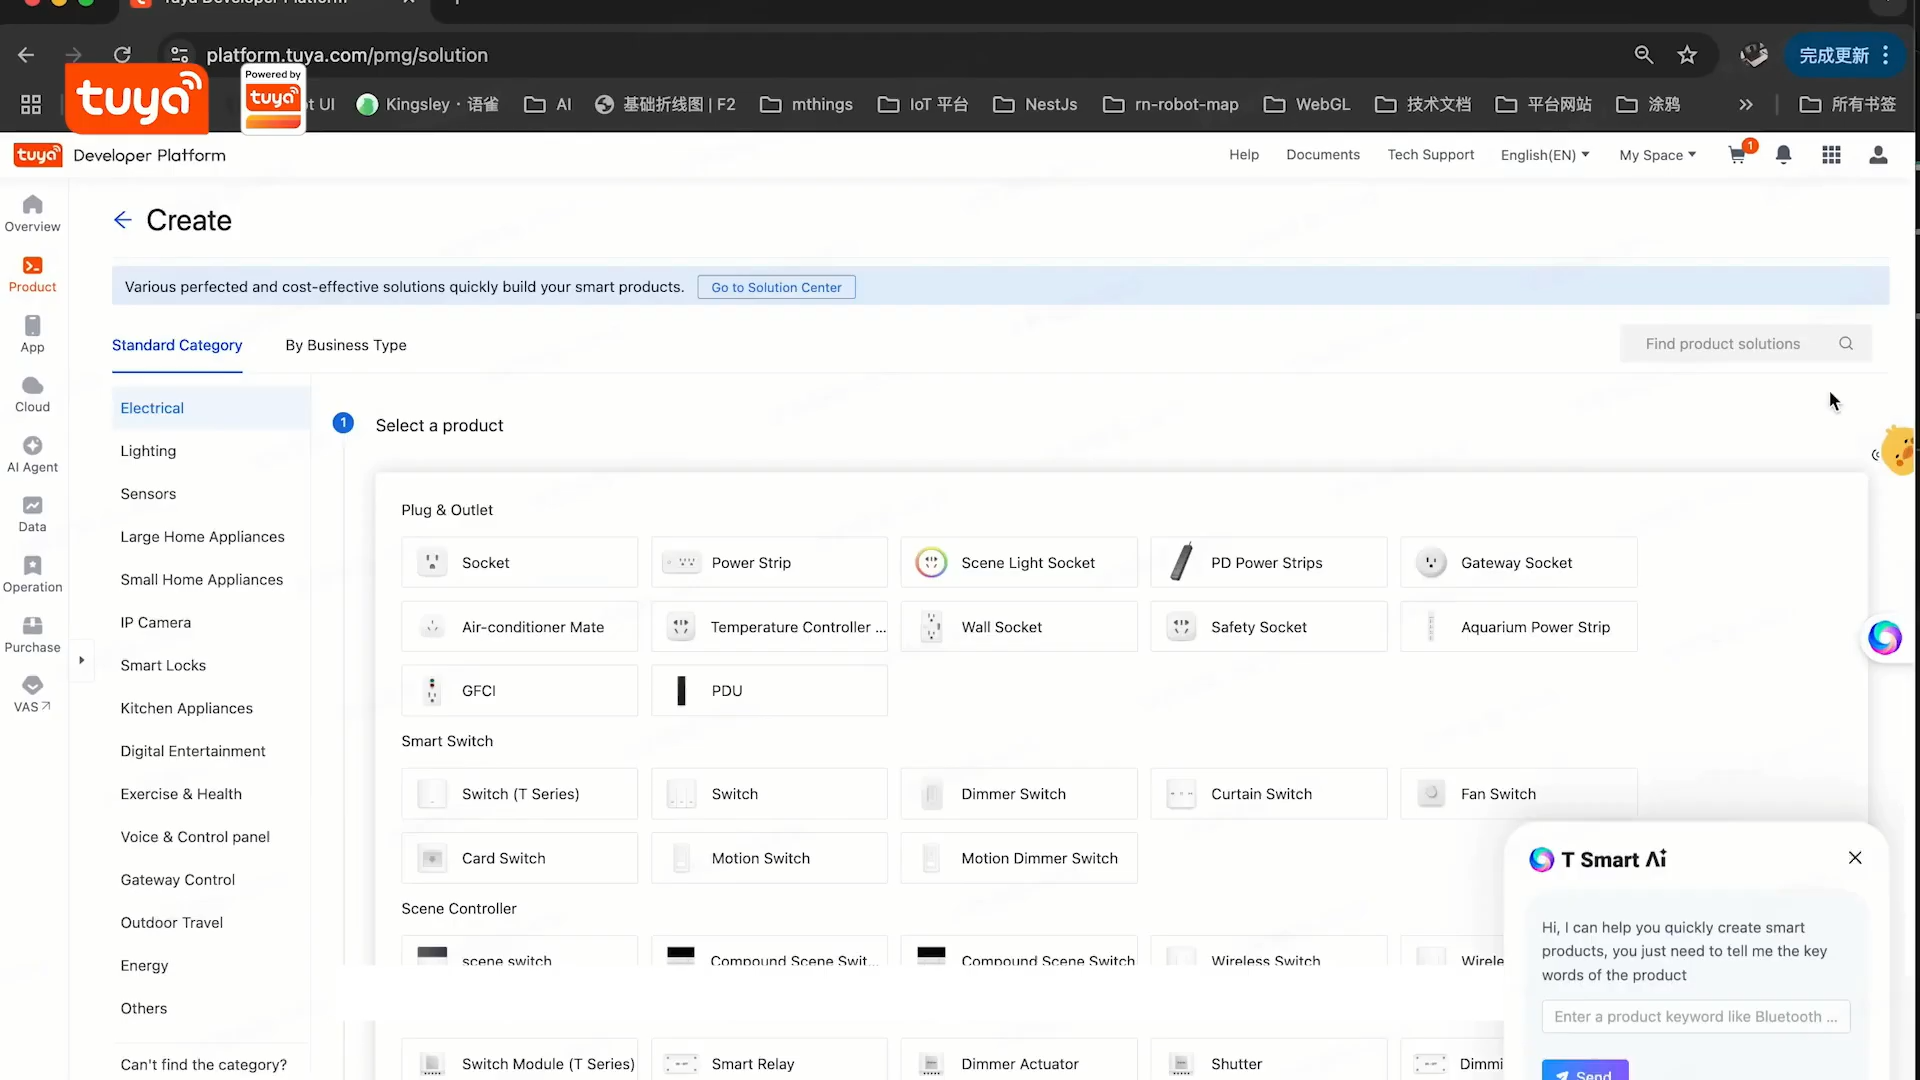 Tuya Developer Platform
platform.tuya.com/pmg/solution
完成更新
tuya
Powered by
tuya
UI
Kingsley · 语雀
AI
基础折线图 | F2
mthings
IoT 平台
NestJs
rn-robot-map
WebGL
技术文档
平台网站
涂鸦
所有书签
tuya Developer Platform
Help
Documents
Tech Support
English(EN)
My Space
1
Overview
Product
App
Cloud
AI Agent
Data
Operation
Purchase
VAS
Create
Various perfected and cost-effective solutions quickly build your smart products.
Go to Solution Center
Standard Category
By Business Type
Find product solutions
Electrical
Lighting
Sensors
Large Home Appliances
Small Home Appliances
IP Camera
Smart Locks
Kitchen Appliances
Digital Entertainment
Exercise & Health
Voice & Control panel
Gateway Control
Outdoor Travel
Energy
Others
Can't find the category?
1
Select a product
Plug & Outlet
Socket
Power Strip
Scene Light Socket
PD Power Strips
Gateway Socket
Air-conditioner Mate
Temperature Controller ...
Wall Socket
Safety Socket
Aquarium Power Strip
GFCI
PDU
Smart Switch
Switch (T Series)
Switch
Dimmer Switch
Curtain Switch
Fan Switch
Card Switch
Motion Switch
Motion Dimmer Switch
Scene Controller
scene switch
Compound Scene Swit...
Compound Scene Switch
Wireless Switch
Wirele
Switch Module (T Series)
Smart Relay
Dimmer Actuator
Shutter
Dimmi
T Smart Ai
Hi, I can help you quickly create smart
products, you just need to tell me the key
words of the product
Enter a product keyword like Bluetooth ...
Send